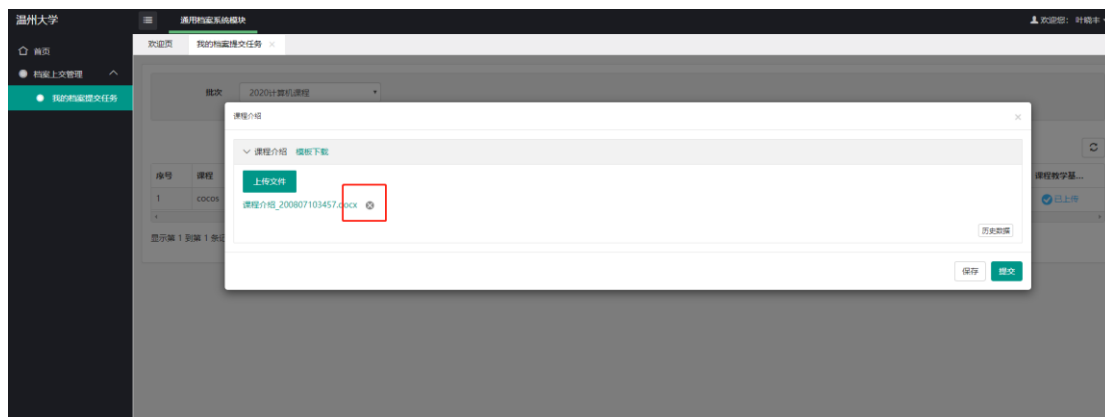 温州大学
通用档案系统模块
欢迎您：叶晓丰
首页
欢迎页 我的档案提交任务
档案上交管理
我的档案提交任务
批次 2020计算机课程
课程介绍
课程介绍 模板下载
上传文件
课程介绍_200807103457.docx
历史数据
保存 提交
序号 课程 课程教学基...
1 cocos 已上传
显示第 1 到第 1 条记